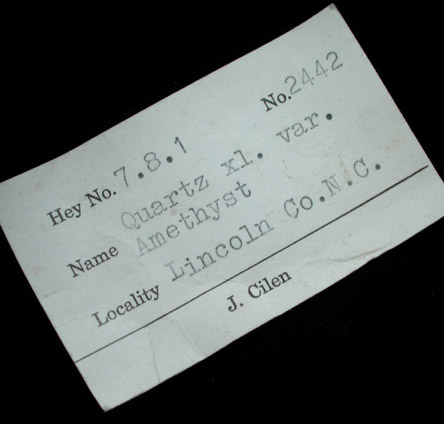 Hey No. 7.8.1 No. 2442
Quartz xl. var.
Name Amethyst
Locality Lincoln Co.N.C.
J. Cilen